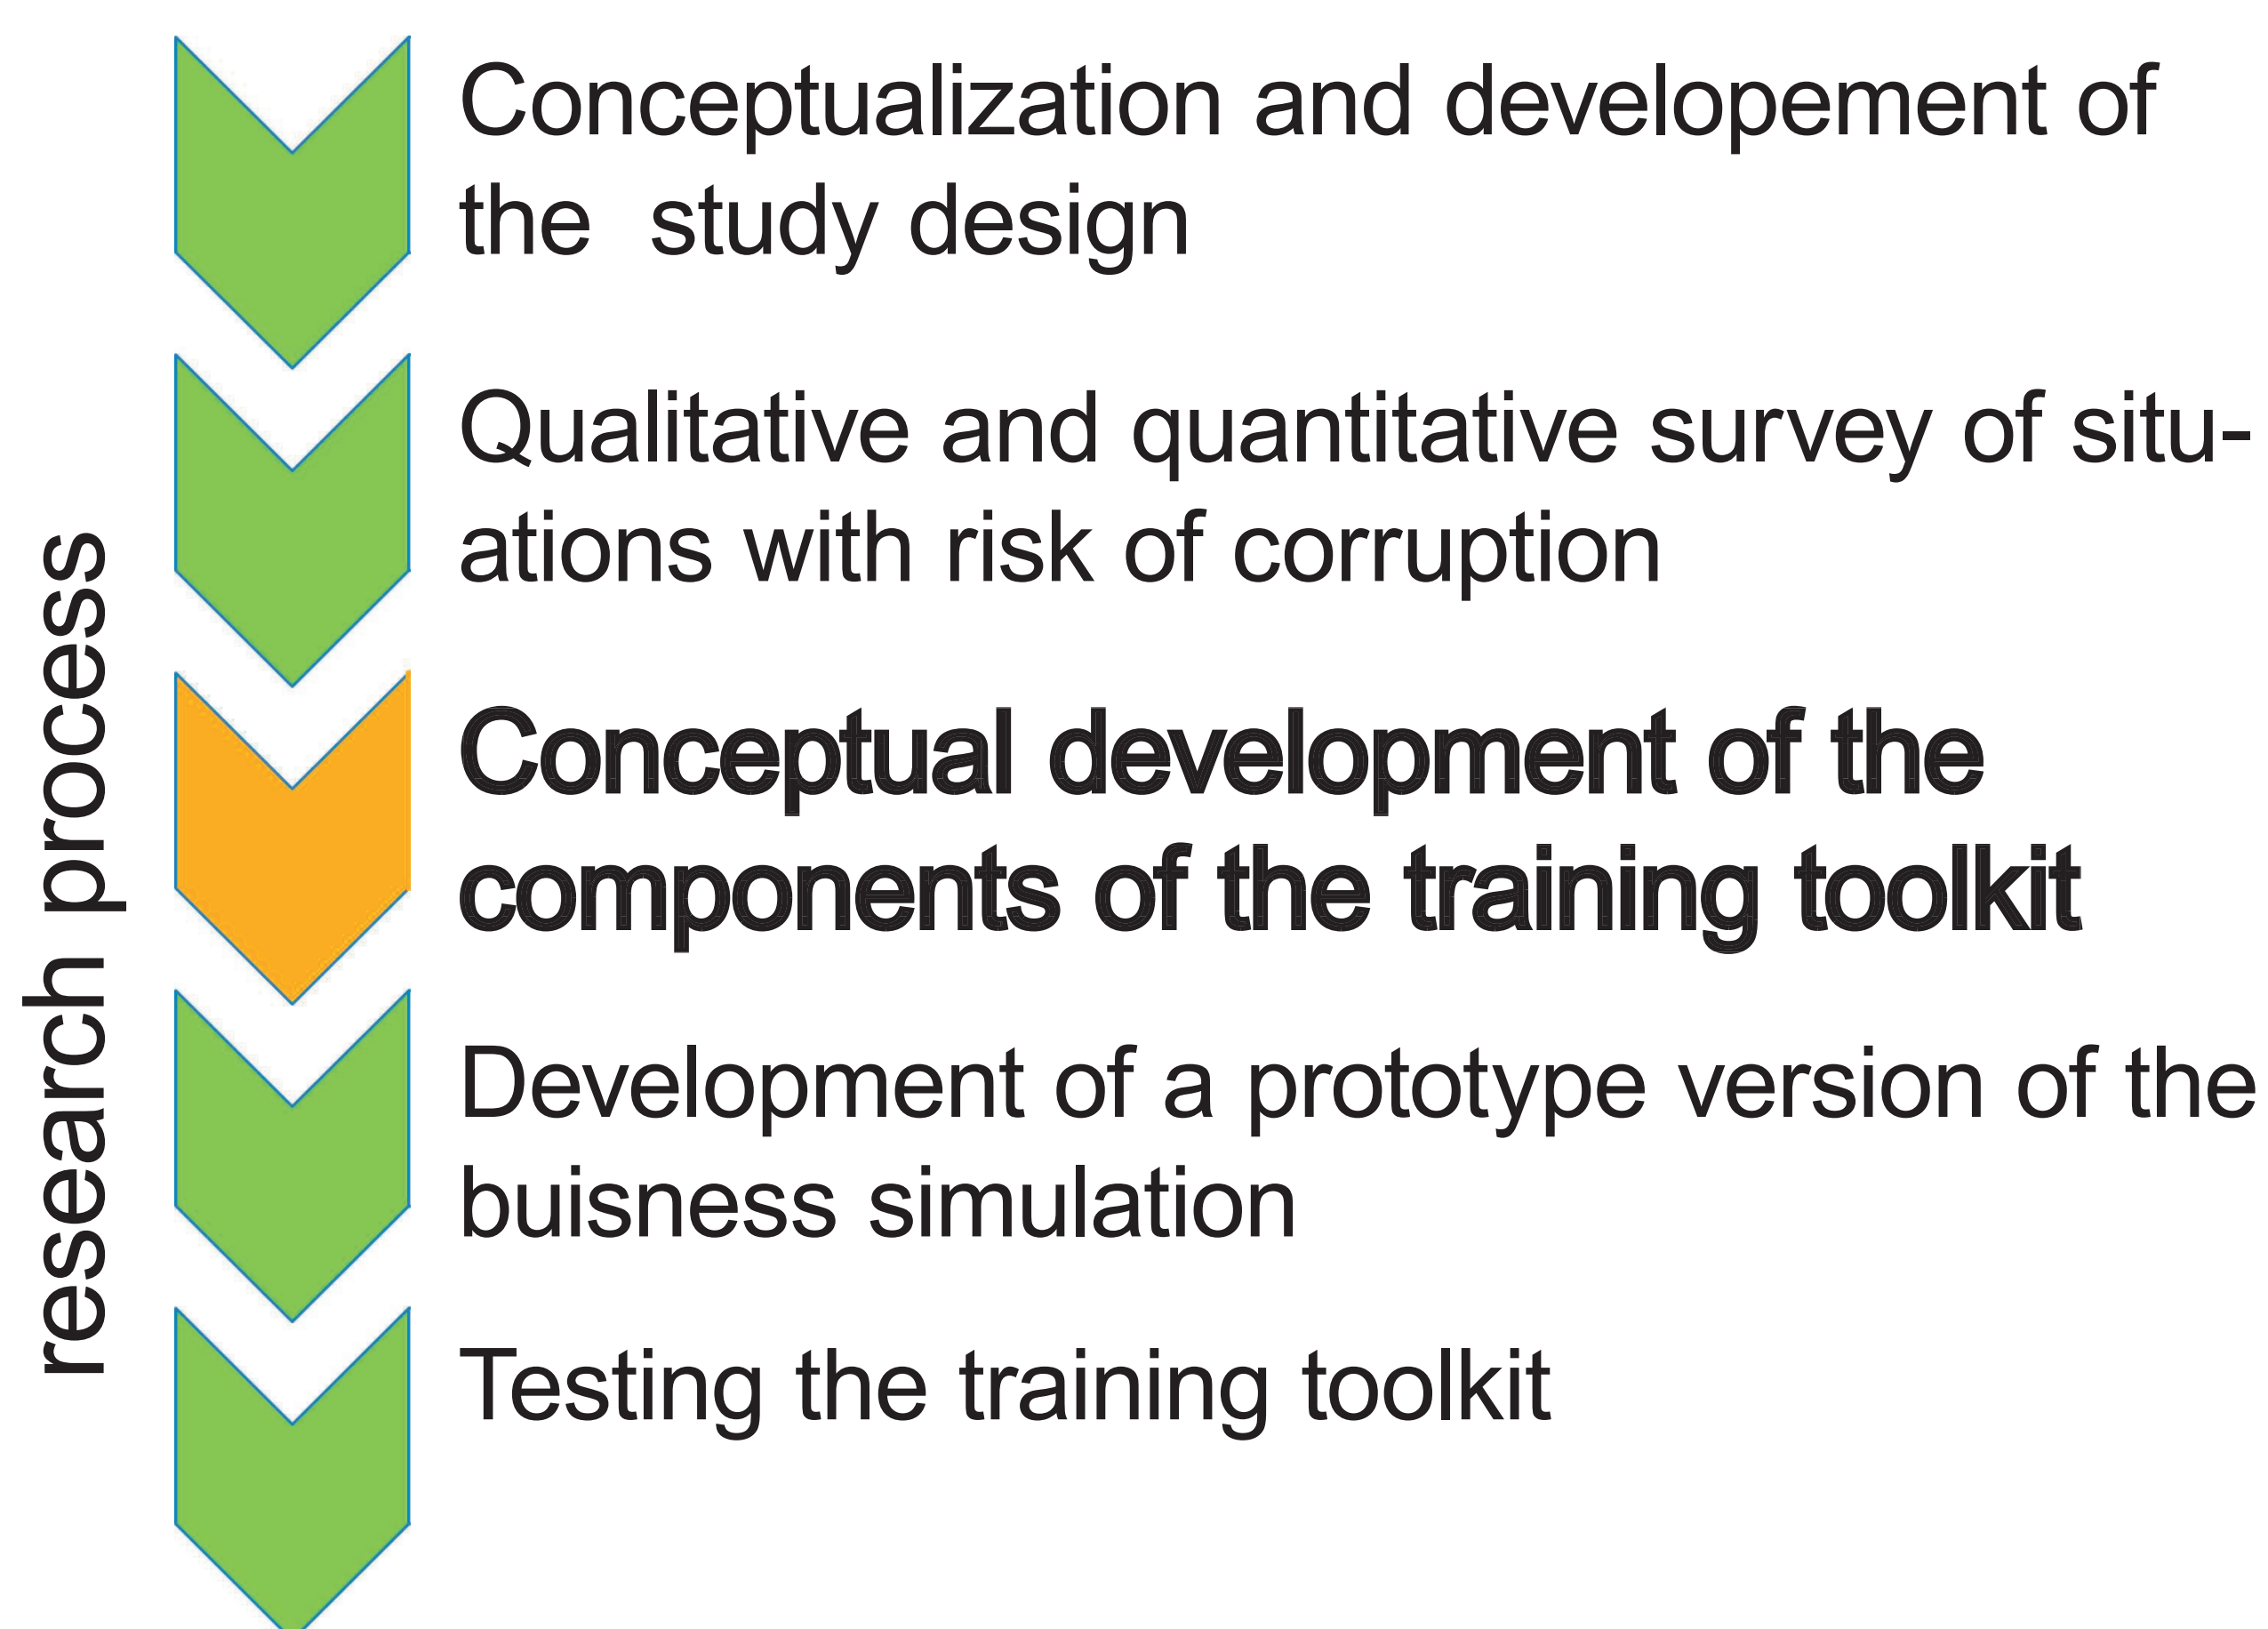 research process
Conceptualization and developement of
the study design
Qualitative and quantitative survey of situ-
ations with risk of corruption
Conceptual development of the
components of the training toolkit
Development of a prototype version of the
buisness simulation
Testing the training toolkit